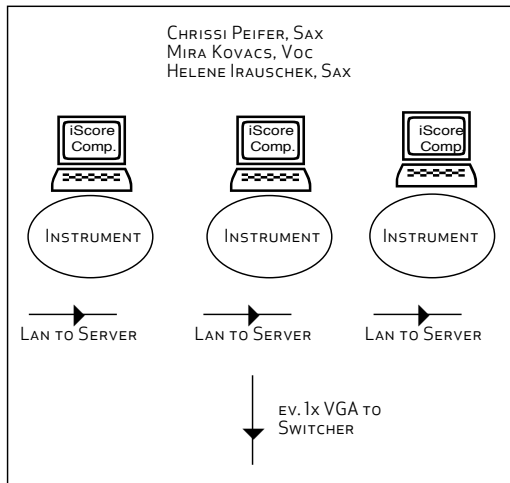 Chrissi Peifer, Sax
Mira Kovacs, Voc
Helene Irauschek, Sax
iScore Comp.
iScore Comp.
iScore Comp
Instrument
Instrument
Instrument
Lan to Server
Lan to Server
Lan to Server
ev. 1x VGA to
Switcher